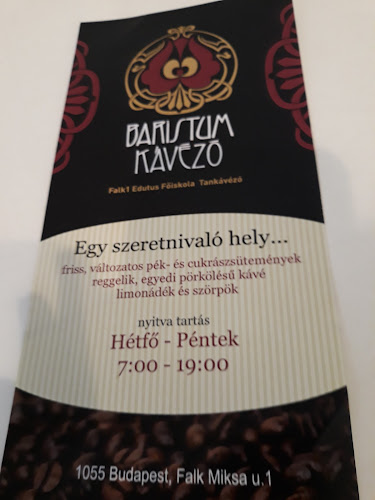 BARISTUM
KÁVÉZÓ
Falk1 Edutus Főiskola Tankávézó
Egy szeretnivaló hely...
friss, változatos pék- és cukrászsütemények
reggelik, egyedi pörkölésű kávé
limonádék és szörpök
nyitva tartás
Hétfő - Péntek
7:00 - 19:00
1055 Budapest, Falk Miksa u.1